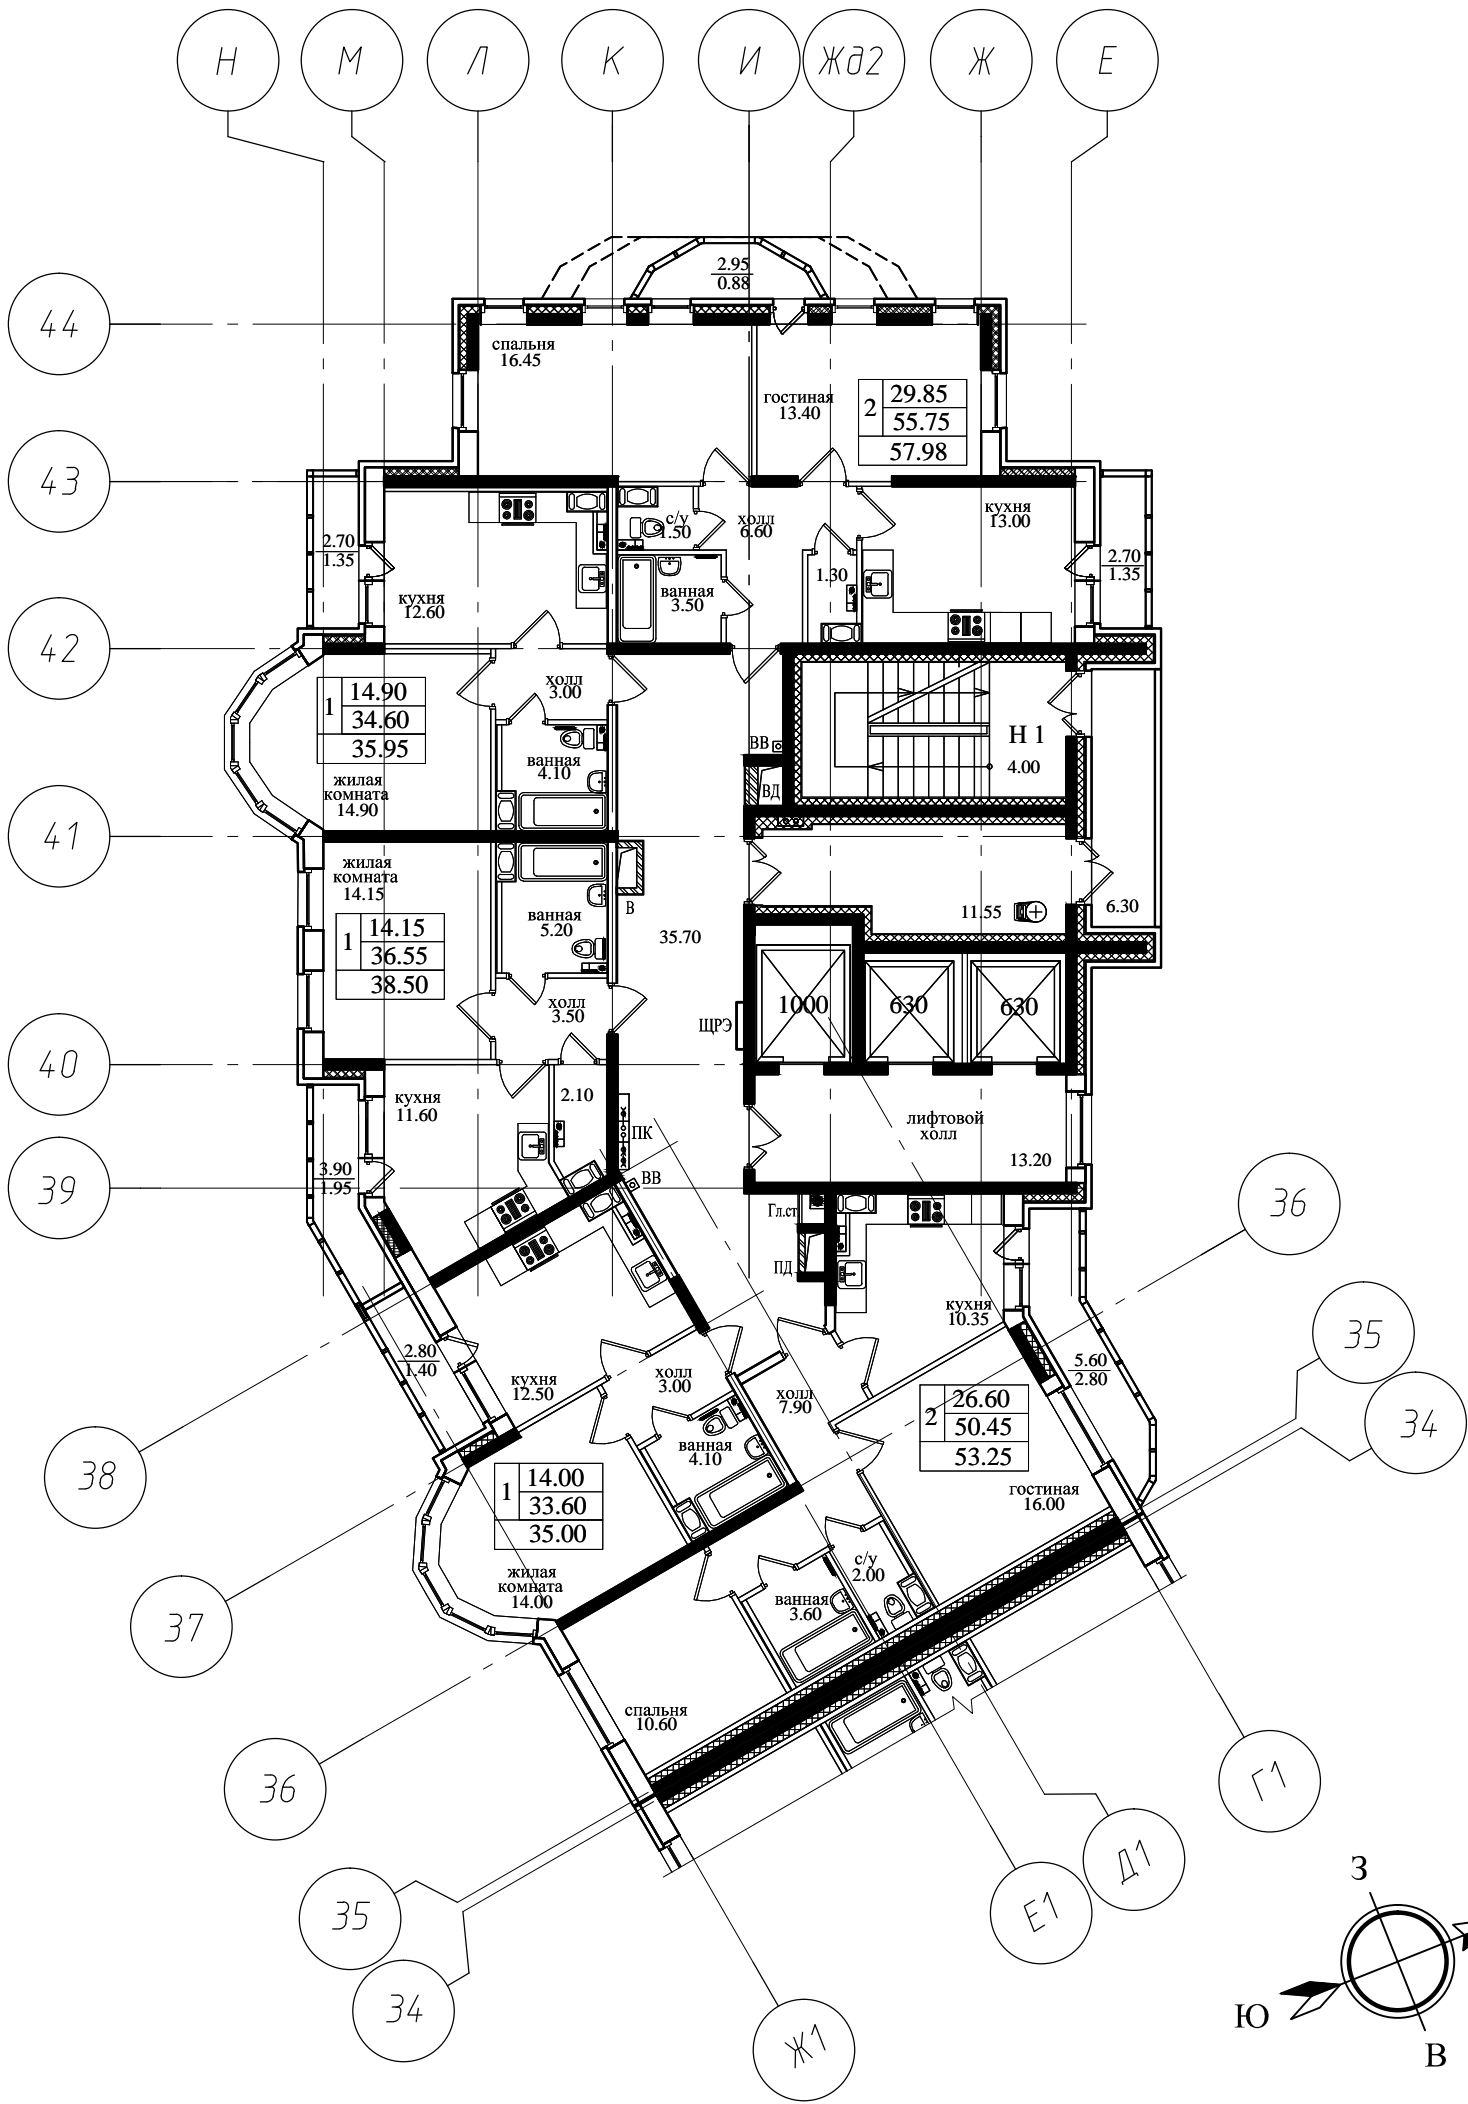 Н
М
Л
К
И
Жд2
Ж
Е
44
2.95
0.88
спальня
16.45
гостиная
13.40
2
29.85
55.75
57.98
43
2.70
1.35
кухня
12.60
с/у
1.50
холл
6.60
ванная
3.50
1.30
кухня
13.00
2.70
1.35
42
1
14.90
34.60
35.95
холл
3.00
ванная
4.10
жилая
комната
14.90
ВВ
ВД
Н 1
4.00
41
жилая
комната
14.15
1
14.15
36.55
38.50
ванная
5.20
В
35.70
11.55
6.30
холл
3.50
ЩРЭ
1000
630
630
40
кухня
11.60
2.10
ПК
лифтовой
холл
13.20
39
3.90
1.95
ВВ
Гл.ст.
ПД
36
кухня
10.35
35
34
2.80
1.40
кухня
12.50
холл
3.00
холл
7.90
5.60
2.80
2
26.60
50.45
53.25
38
ванная
4.10
1
14.00
33.60
35.00
гостиная
16.00
жилая
комната
14.00
с/у
2.00
ванная
3.60
37
спальня
10.60
36
35
34
Ж1
Е1
Д1
Г1
З
Ю
В